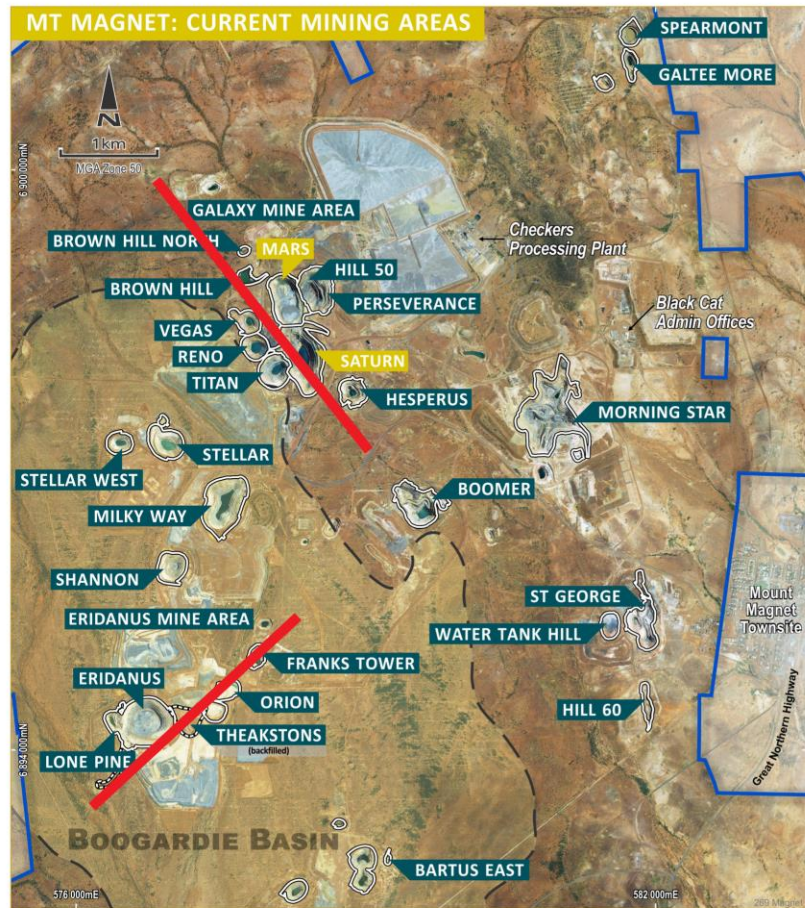 MT MAGNET: CURRENT MINING AREAS
SPEARMONT
GALTEE MORE
N
1km
MGA Zone 50
6 900 000mN
GALAXY MINE AREA
Checkers
Processing Plant
BROWN HILL NORTH
MARS
HILL 50
BROWN HILL
PERSEVERANCE
Black Cat
Admin Offices
VEGAS
RENO
SATURN
TITAN
HESPERUS
MORNING STAR
STELLAR
STELLAR WEST
BOOMER
MILKY WAY
SHANNON
ST GEORGE
Mount
Magnet
Townsite
ERIDANUS MINE AREA
WATER TANK HILL
FRANKS TOWER
ERIDANUS
ORION
HILL 60
THEAKSTONS
(backfilled)
LONE PINE
6 894 000mN
Great Northern Highway
BOOGARDIE BASIN
BARTUS EAST
576 000mE
582 000mE
269 Magnet